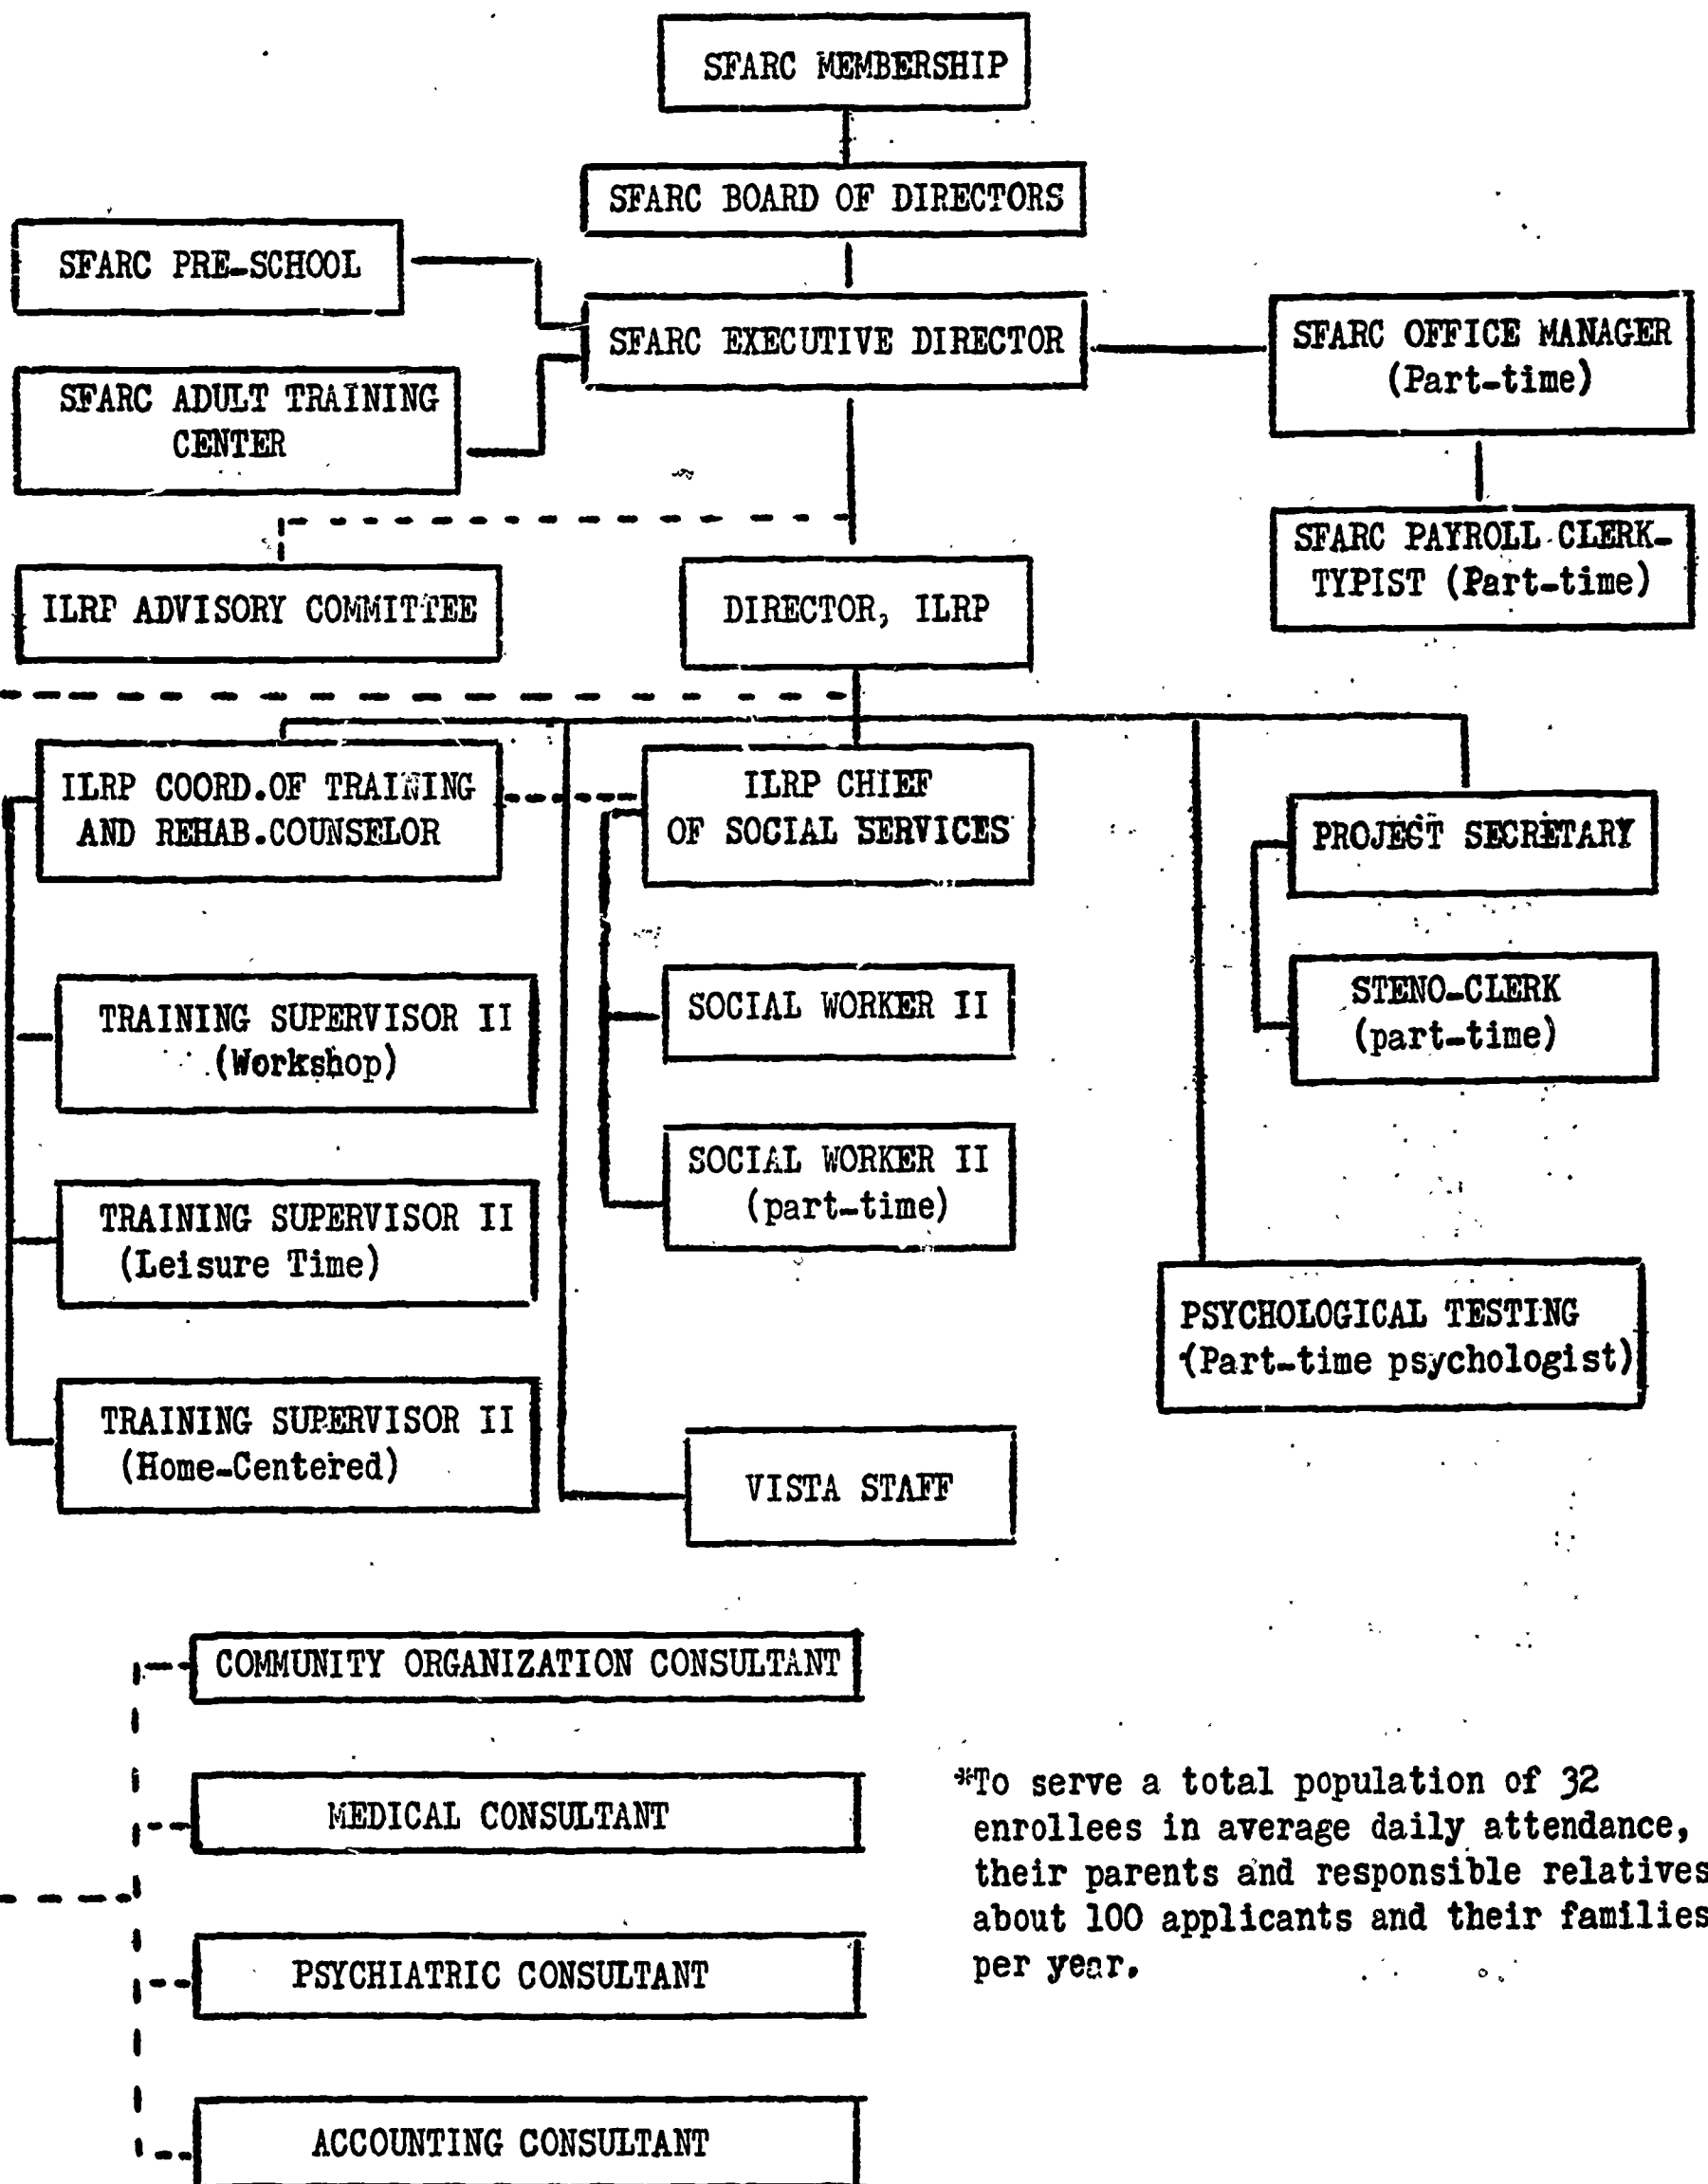 SFARC MEMBERSHIP
SFARC BOARD OF DIRECTORS
SFARC PRE-SCHOOL
SFARC EXECUTIVE DIRECTOR
SFARC OFFICE MANAGER
(Part-time)
SFARC ADULT TRAINING
CENTER
SFARC PAYROLL CLERK-
TYPIST (Part-time)
ILRP ADVISORY COMMITTEE
DIRECTOR, ILRP
ILRP COORD.OF TRAINING
AND REHAB.COUNSELOR
ILRP CHIEF
OF SOCIAL SERVICES
PROJECT SECRETARY
TRAINING SUPERVISOR II
(Workshop)
SOCIAL WORKER II
STENO-CLERK
(part-time)
SOCIAL WORKER II
(part-time)
TRAINING SUPERVISOR II
(Leisure Time)
PSYCHOLOGICAL TESTING
(Part-time psychologist)
TRAINING SUPERVISOR II
(Home-Centered)
VISTA STAFF
COMMUNITY ORGANIZATION CONSULTANT
MEDICAL CONSULTANT
*To serve a total population of 32
enrollees in average daily attendance,
their parents and responsible relatives
about 100 applicants and their families
per year.
PSYCHIATRIC CONSULTANT
ACCOUNTING CONSULTANT